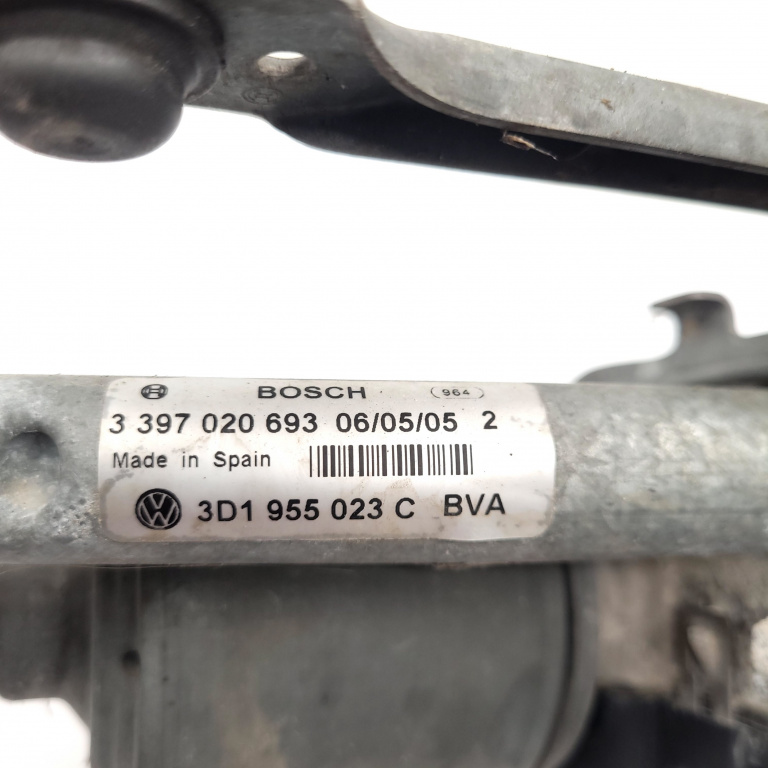 BOSCH 964
3 397 020 693 06/05/05 2
Made in Spain
3D1 955 023 C BVA